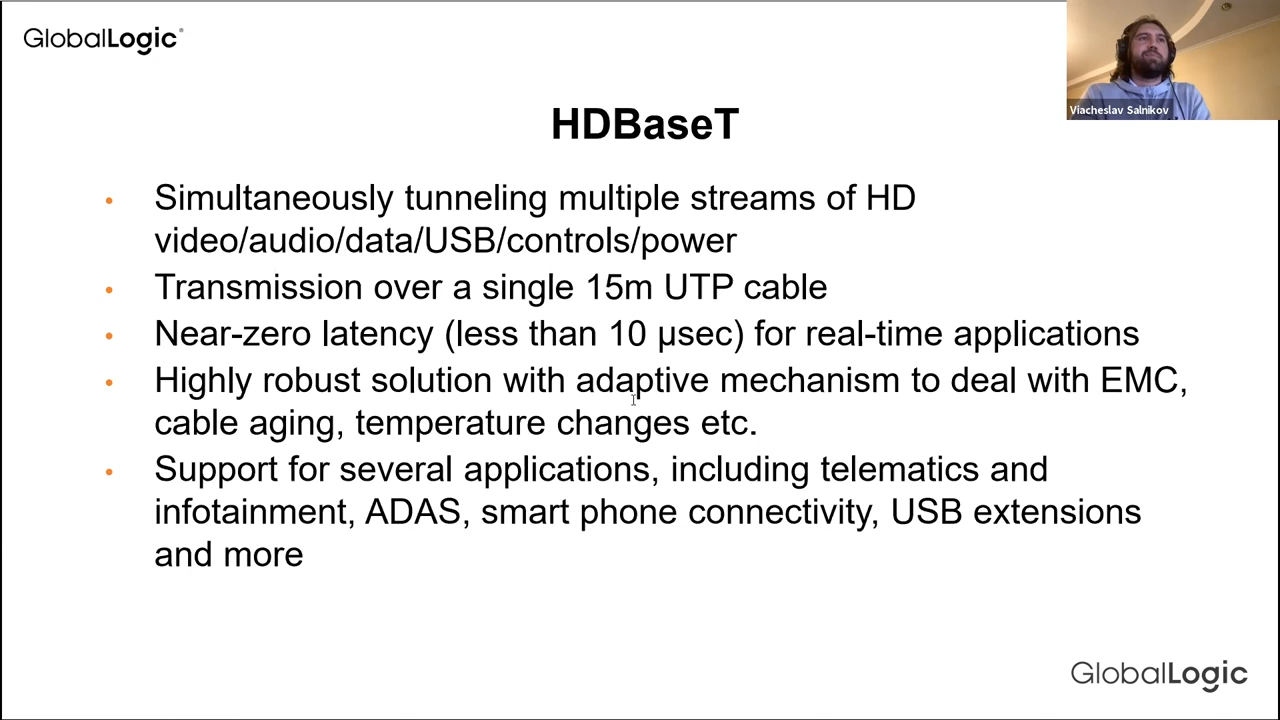 GlobalLogic®
Viacheslav Salnikov
HDBaseT
• Simultaneously tunneling multiple streams of HD
video/audio/data/USB/controls/power
• Transmission over a single 15m UTP cable
• Near-zero latency (less than 10 μsec) for real-time applications
• Highly robust solution with adaptive mechanism to deal with EMC,
cable aging, temperature changes etc.
• Support for several applications, including telematics and
infotainment, ADAS, smart phone connectivity, USB extensions
and more
GlobalLogic